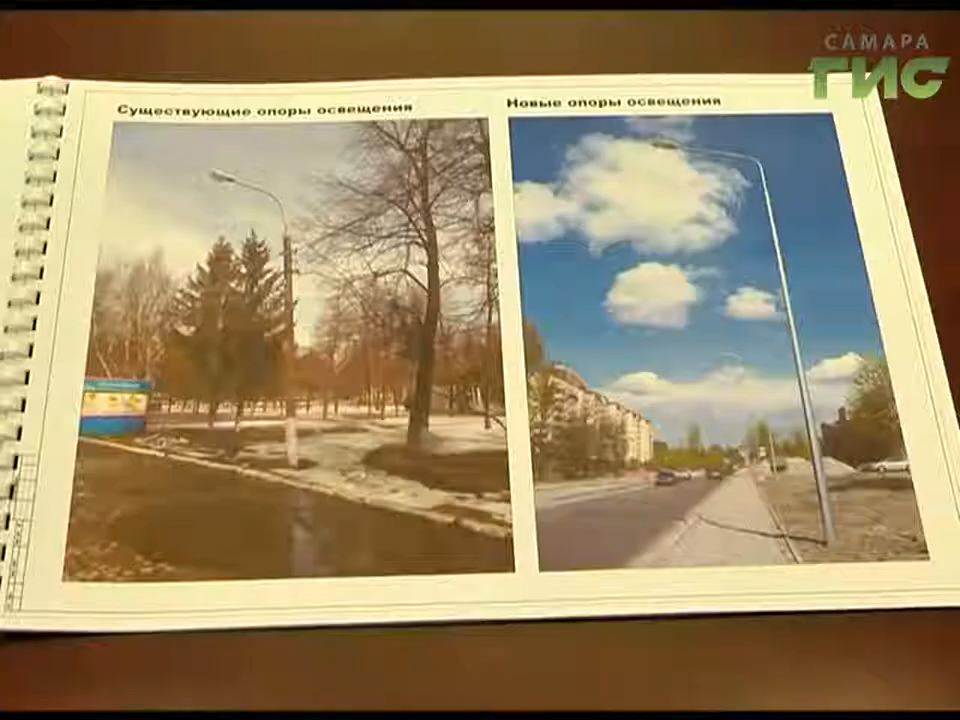 САМАРА
ГИС
Существующие опоры освещения
Новые опоры освещения